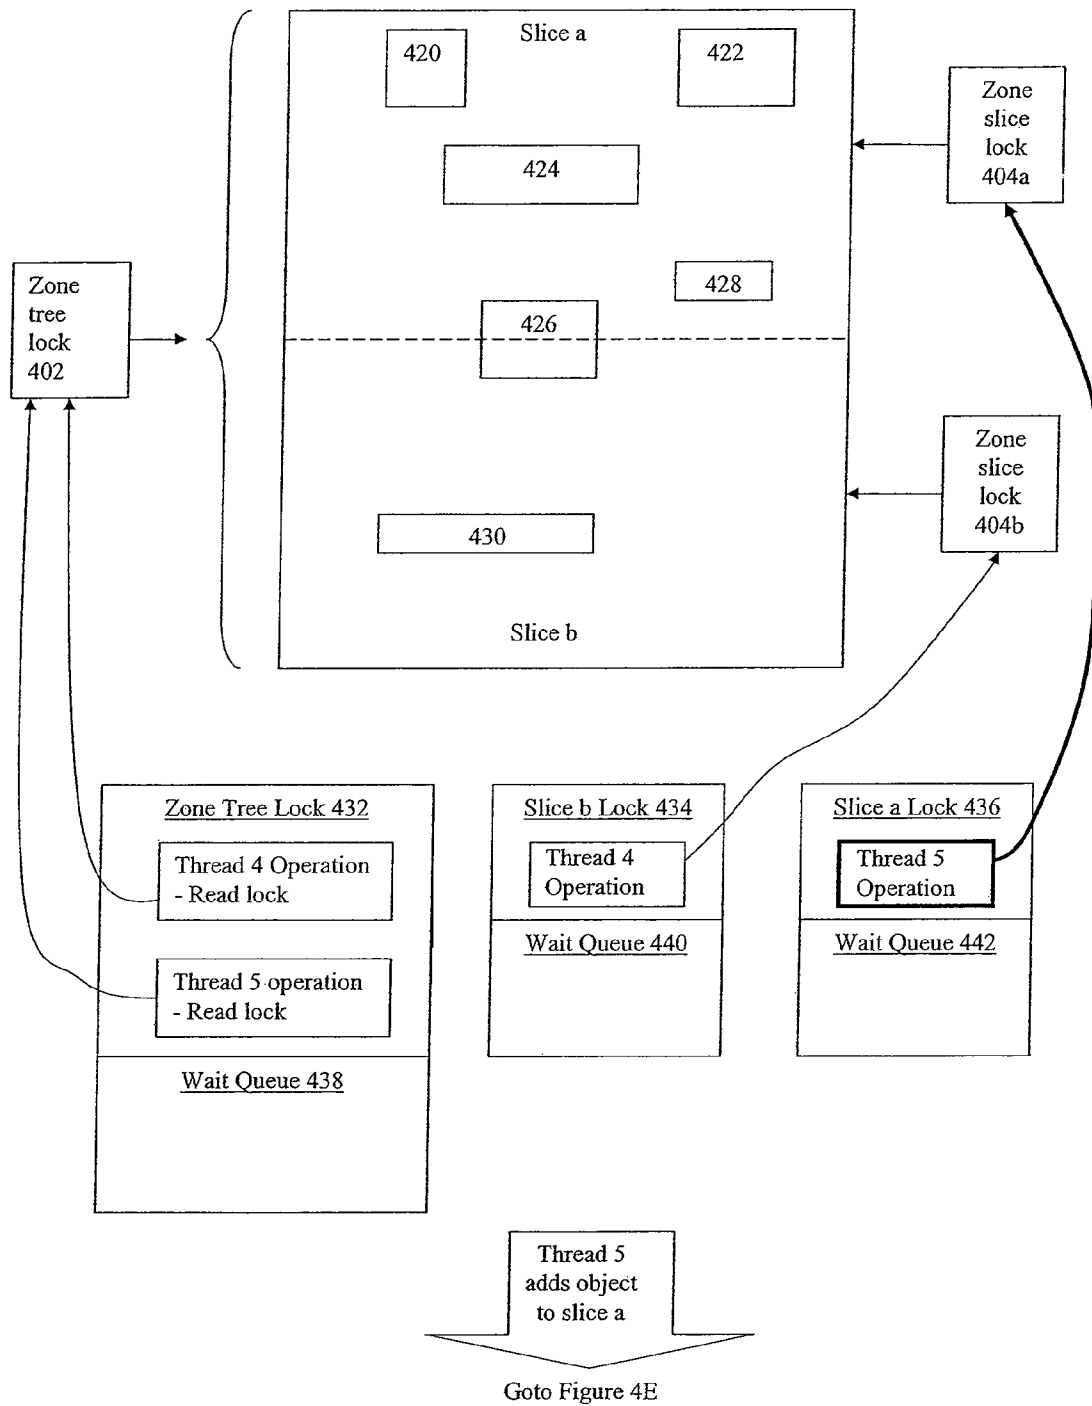 Slice a
420
422
424
428
426
430
Slice b
Zone
tree
lock
402
Zone
slice
lock
404a
Zone
slice
lock
404b
Zone Tree Lock 432
Thread 4 Operation
- Read lock
Thread 5 operation
- Read lock
Wait Queue 438
Slice b Lock 434
Thread 4
Operation
Wait Queue 440
Slice a Lock 436
Thread 5
Operation
Wait Queue 442
Thread 5
adds object
to slice a
Goto Figure 4E